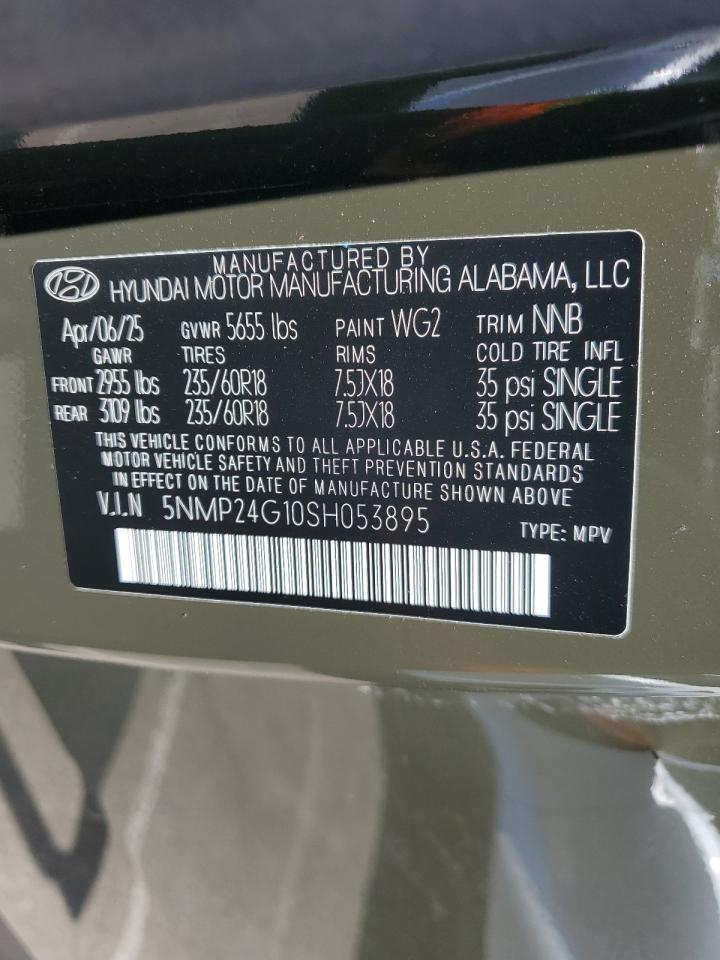 MANUFACTURED BY
HYUNDAI MOTOR MANUFACTURING ALABAMA, LLC
Apr/06/25 GVWR 5655 lbs PAINT WG2 TRIM NNB
GAWR TIRES RIMS COLD TIRE INFL
FRONT 2955 lbs 235/60R18 7.5JX18 35 psi SINGLE
REAR 3109 lbs 235/60R18 7.5JX18 35 psi SINGLE
THIS VEHICLE CONFORMS TO ALL APPLICABLE U.S.A. FEDERAL
MOTOR VEHICLE SAFETY AND THEFT PREVENTION STANDARDS
IN EFFECT ON THE DATE OF MANUFACTURE SHOWN ABOVE
V.I.N 5NMP24G10SH053895
TYPE: MPV